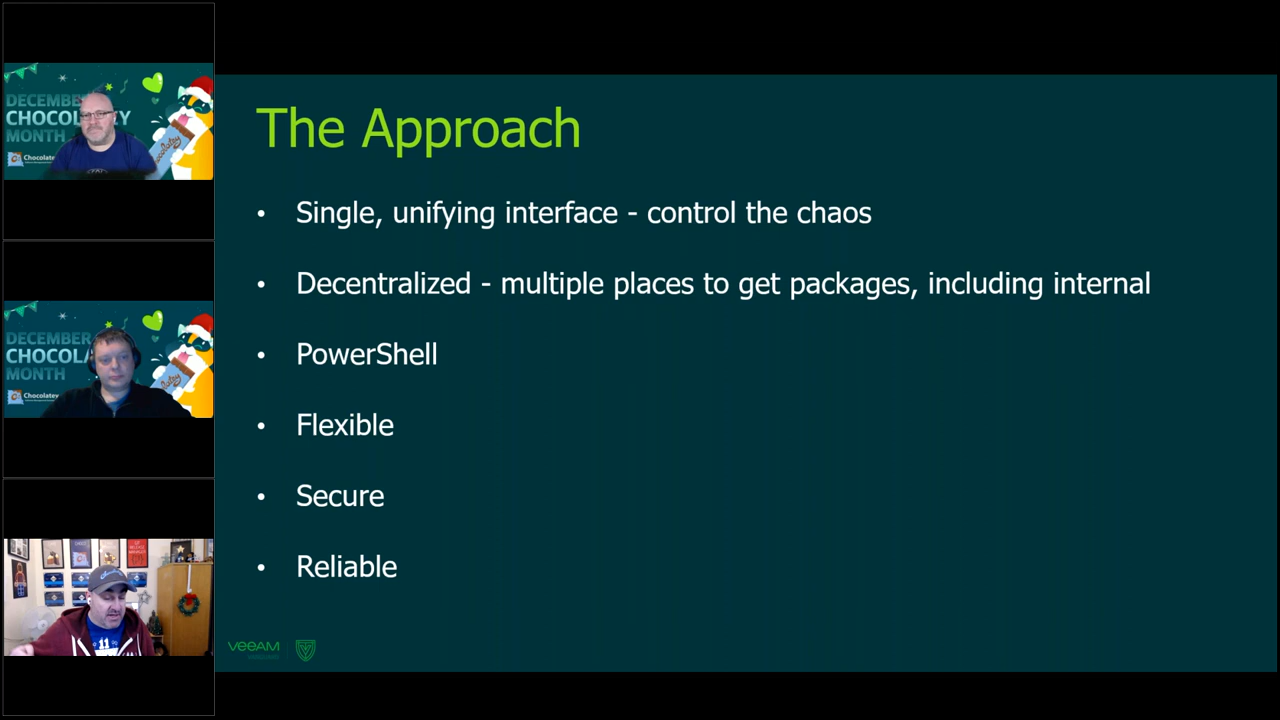 DECEMBER
CHOCOLATEY
MONTH
Chocolatey
DECEMBER
CHOCOLA
MONTH
Chocolatey
The Approach
• Single, unifying interface - control the chaos
• Decentralized - multiple places to get packages, including internal
• PowerShell
• Flexible
• Secure
• Reliable
veeAM